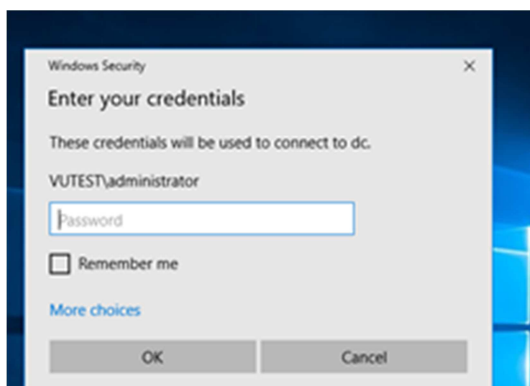 Windows Security
Enter your credentials
These credentials will be used to connect to dc.
VUTEST\administrator
Password
Remember me
More choices
OK
Cancel